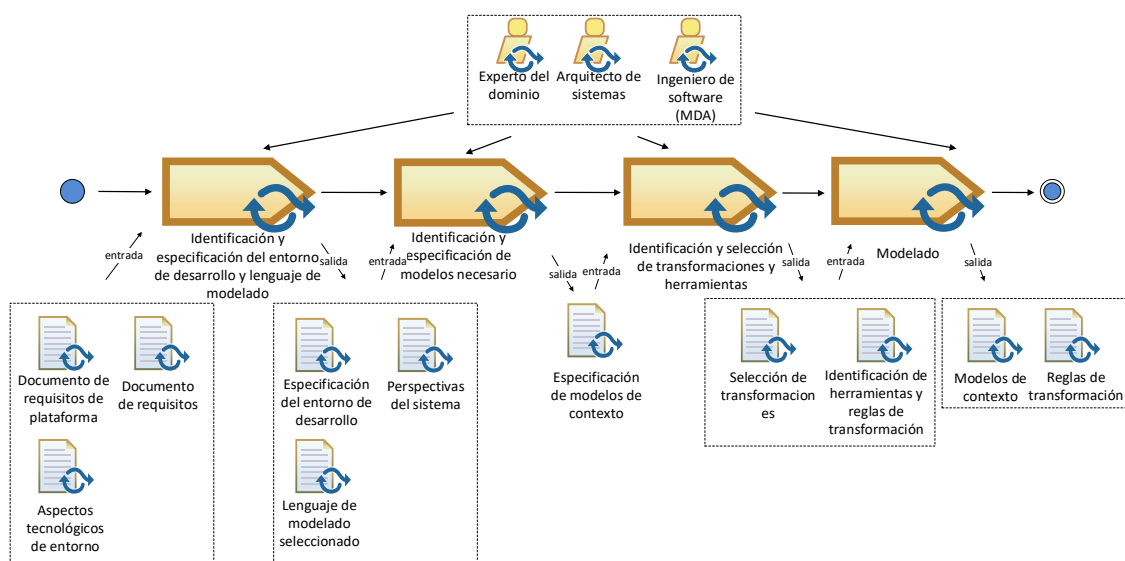 Experto del
dominio
Arquitecto de
sistemas
Ingeniero de
software
(MDA)
Identificación y
especificación del entorno
de desarrollo y lenguaje de
modelado
Identificación y
especificación de
modelos necesario
Identificación y selección
de transformaciones y
herramientas
Modelado
entrada
salida
entrada
salida
entrada
salida
entrada
salida
Documento de
requisitos de
plataforma
Documento
de requisitos
Aspectos
tecnológicos
de entorno
Especificación
del entorno de
desarrollo
Perspectivas
del sistema
Lenguaje de
modelado
seleccionado
Especificación
de modelos de
contexto
Selección de
transformacion
es
Identificación de
herramientas y
reglas de
transformación
Modelos de
contexto
Reglas de
transformación